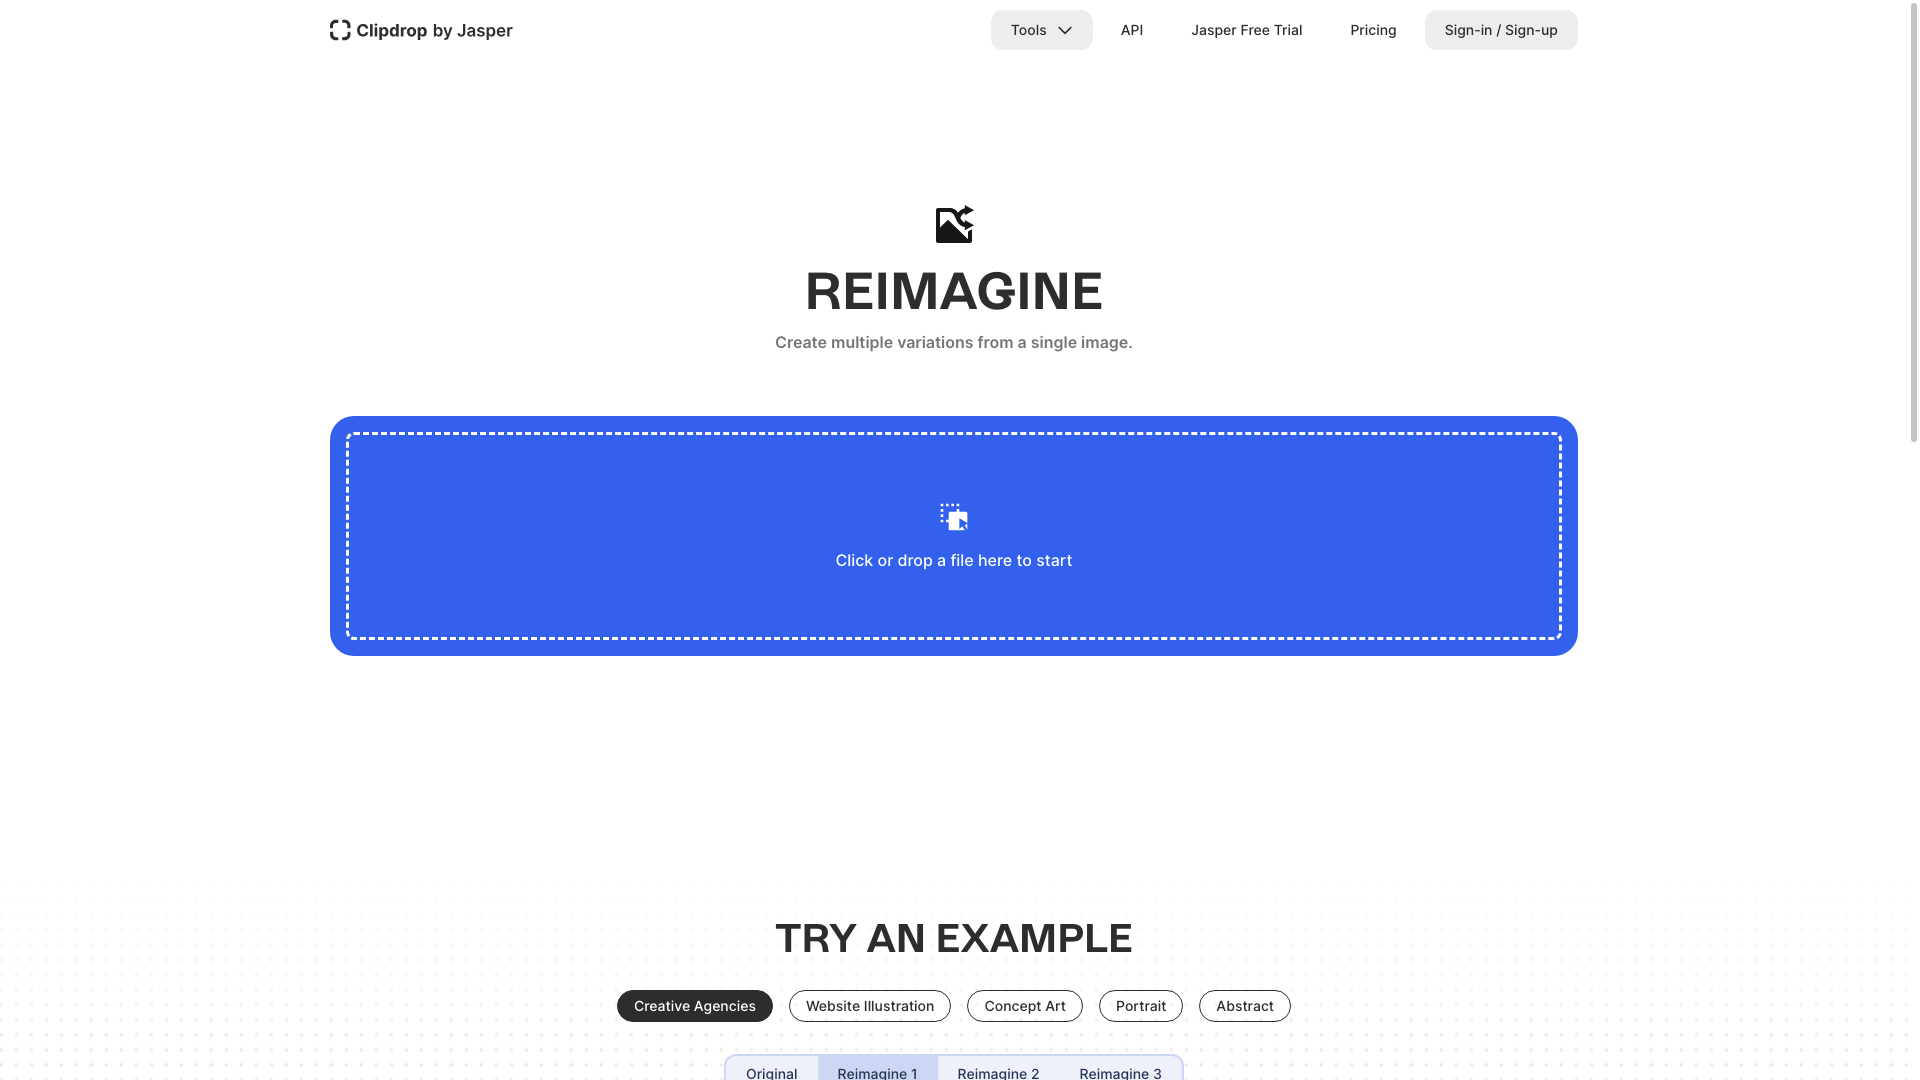 Clipdrop by Jasper
Tools
API
Jasper Free Trial
Pricing
Sign-in / Sign-up
REIMAGINE
Create multiple variations from a single image.
Click or drop a file here to start
TRY AN EXAMPLE
Creative Agencies
Website Illustration
Concept Art
Portrait
Abstract
Original
Reimagine 1
Reimagine 2
Reimagine 3